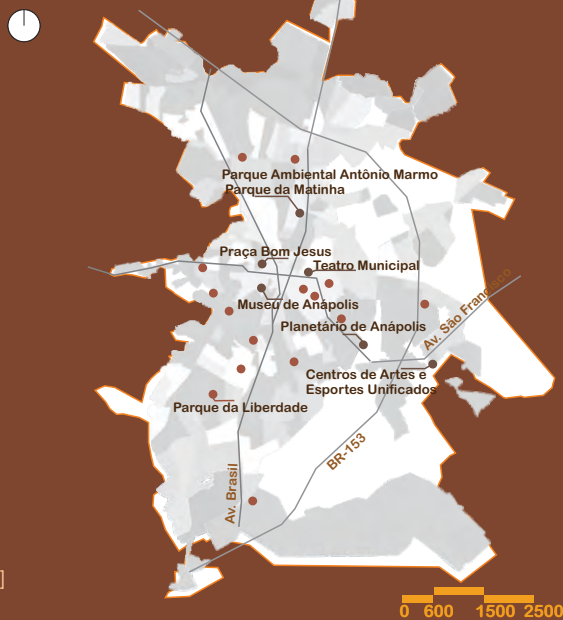 Parque Ambiental Antônio Marmo
Parque da Matinha
Praça Bom Jesus
Teatro Municipal
Museu de Anápolis
Planetário de Anápolis
Av. São Francisco
Centros de Artes e
Esportes Unificados
Parque da Liberdade
BR-153
Av. Brasil
]
0 600 1500 2500